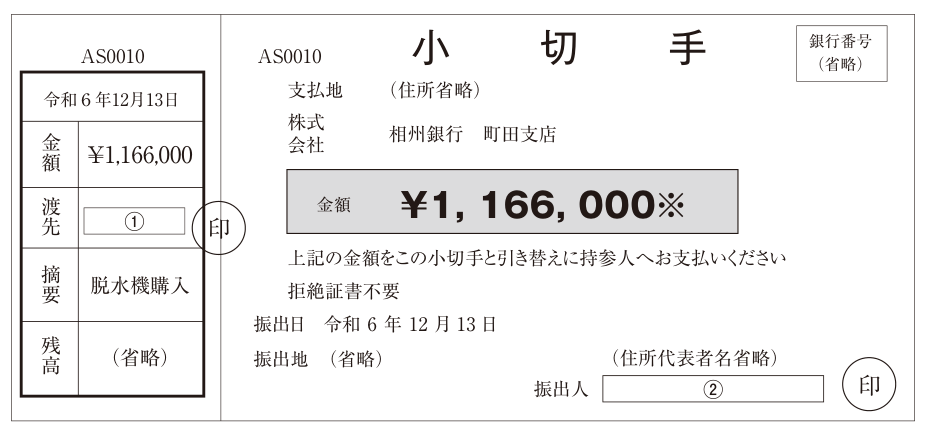 AS0010
令和6年12月13日
金額 ¥1,166,000
渡先 ①
摘要 脱水機購入
残高 （省略）
印
AS0010
小切手
銀行番号
（省略）
支払地 （住所省略）
株式
会社 相州銀行 町田支店
金額 ¥1, 166, 000※
上記の金額をこの小切手と引き替えに持参人へお支払いください
拒絶証書不要
振出日 令和6年12月13日
振出地 （省略） （住所代表者名省略）
振出人 ② 印